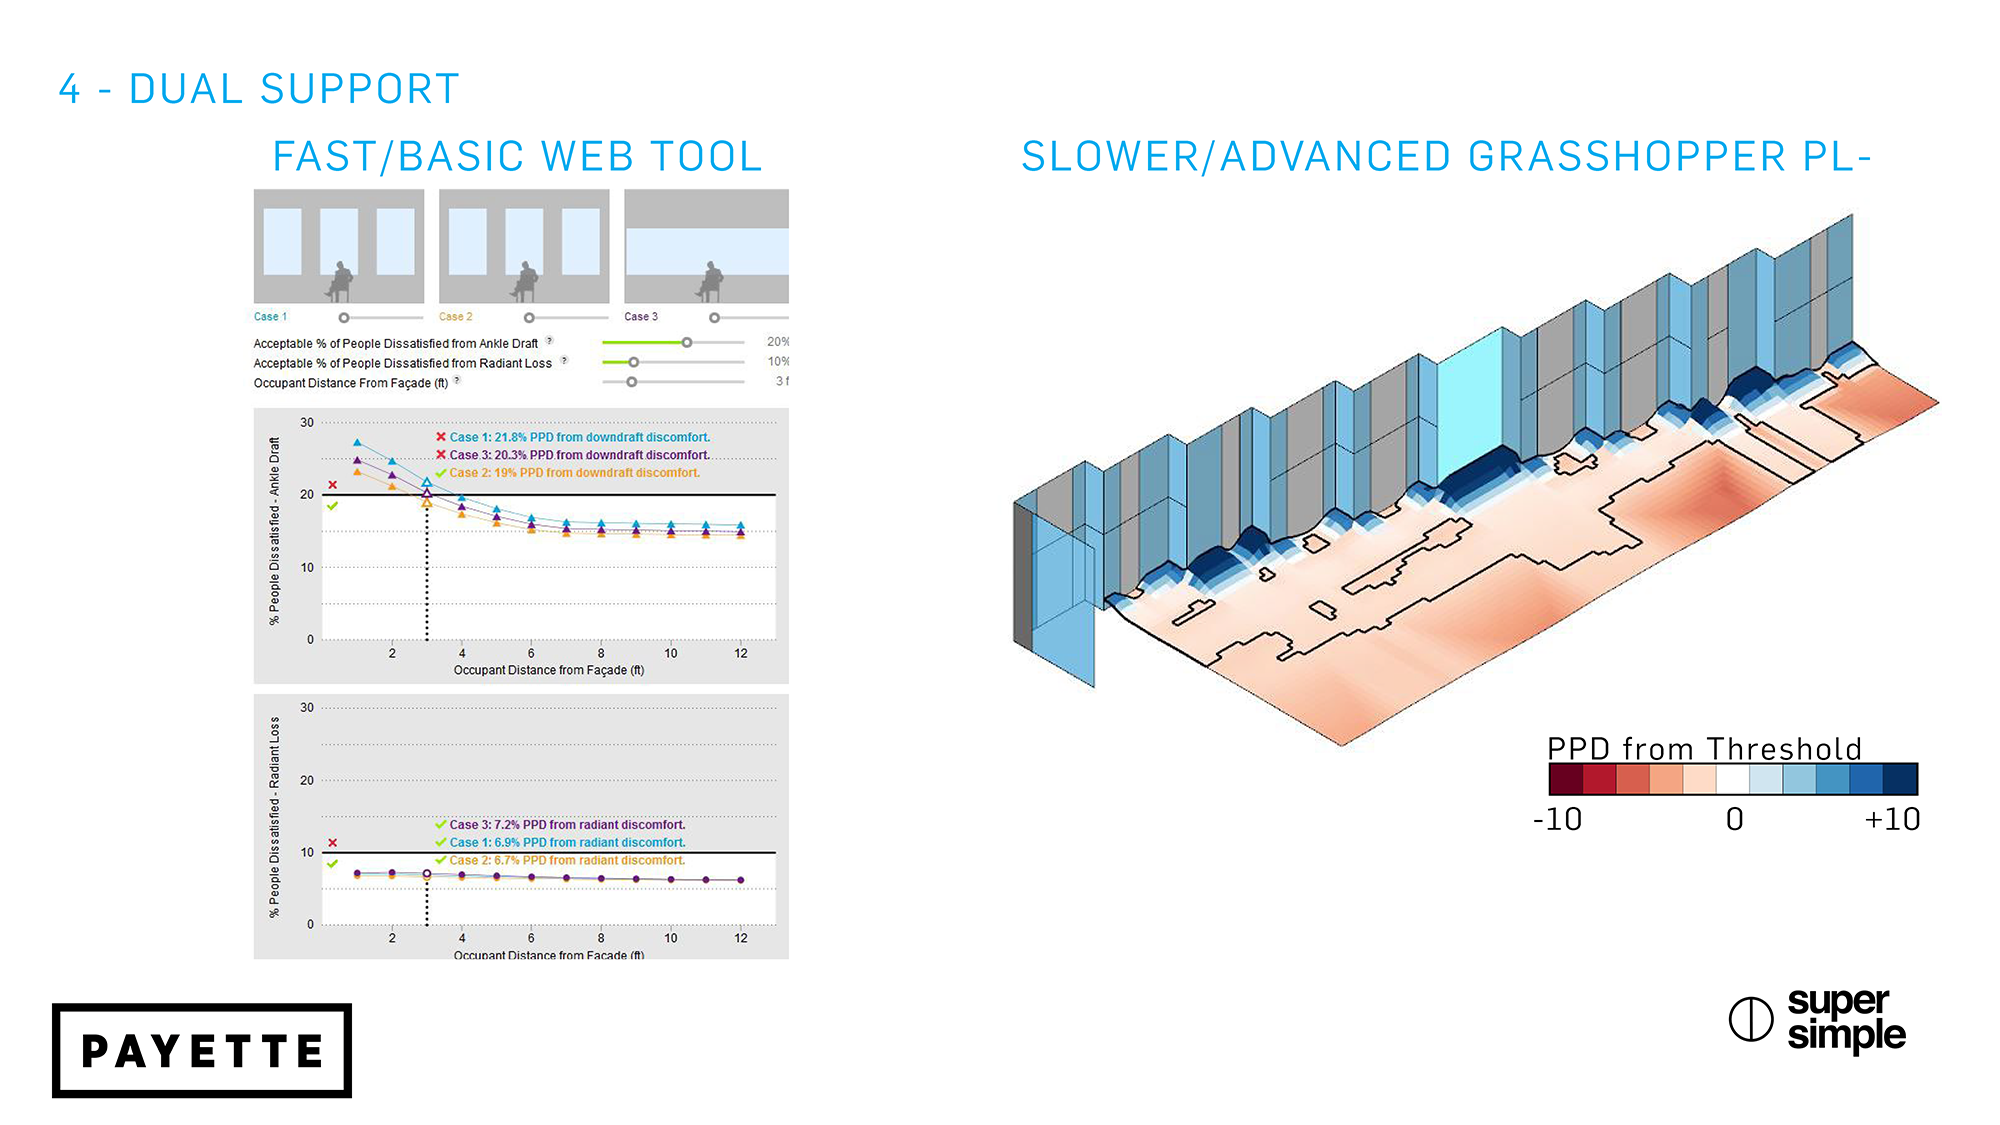 4 - DUAL SUPPORT
FAST/BASIC WEB TOOL
Case 1
Case 2
Case 3
Acceptable % of People Dissatisfied from Ankle Draft ?
20%
Acceptable % of People Dissatisfied from Radiant Loss ?
10%
Occupant Distance From Façade (ft) ?
3 f
% People Dissatisfied - Ankle Draft
30
20
10
0
Case 1: 21.8% PPD from downdraft discomfort.
Case 3: 20.3% PPD from downdraft discomfort.
Case 2: 19% PPD from downdraft discomfort.
2 4 6 8 10 12
Occupant Distance from Façade (ft)
% People Dissatisfied - Radiant Loss
30
20
10
0
Case 3: 7.2% PPD from radiant discomfort.
Case 1: 6.9% PPD from radiant discomfort.
Case 2: 6.7% PPD from radiant discomfort.
2 4 6 8 10 12
Occupant Distance from Façade (ft)
SLOWER/ADVANCED GRASSHOPPER PL-
PPD from Threshold
-10 0 +10
PAYETTE
super
simple